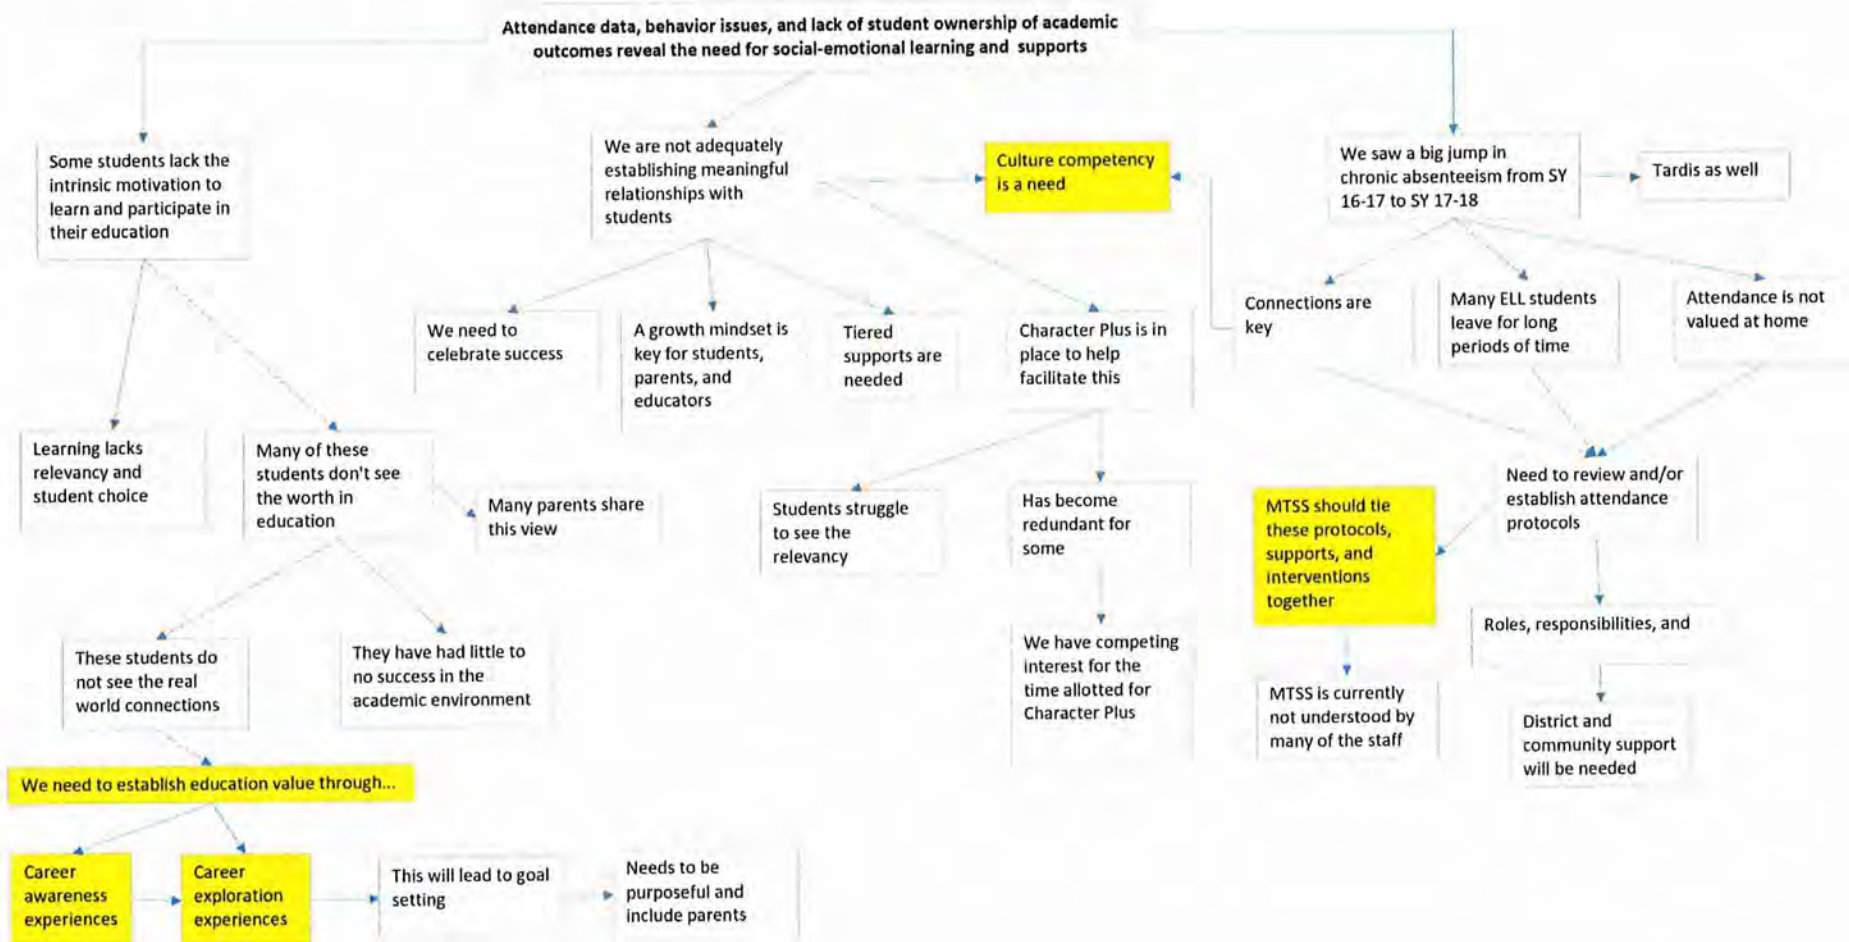 Attendance data, behavior issues, and lack of student ownership of academic
outcomes reveal the need for social-emotional learning and supports
Some students lack the
intrinsic motivation to
learn and participate in
their education
We are not adequately
establishing meaningful
relationships with
students
Culture competency
is a need
We saw a big jump in
chronic absenteeism from SY
16-17 to SY 17-18
Tardis as well
We need to
celebrate success
A growth mindset is
key for students,
parents, and
educators
Tiered
supports are
needed
Character Plus is in
place to help
facilitate this
Connections are
key
Many ELL students
leave for long
periods of time
Attendance is not
valued at home
Learning lacks
relevancy and
student choice
Many of these
students don't see
the worth in
education
Many parents share
this view
Students struggle
to see the
relevancy
Has become
redundant for
some
MTSS should tie
these protocols,
supports, and
interventions
together
Need to review and/or
establish attendance
protocols
These students do
not see the real
world connections
They have had little to
no success in the
academic environment
We have competing
interest for the
time allotted for
Character Plus
MTSS is currently
not understood by
many of the staff
Roles, responsibilities, and
District and
community support
will be needed
We need to establish education value through...
Career
awareness
experiences
Career
exploration
experiences
This will lead to goal
setting
Needs to be
purposeful and
include parents